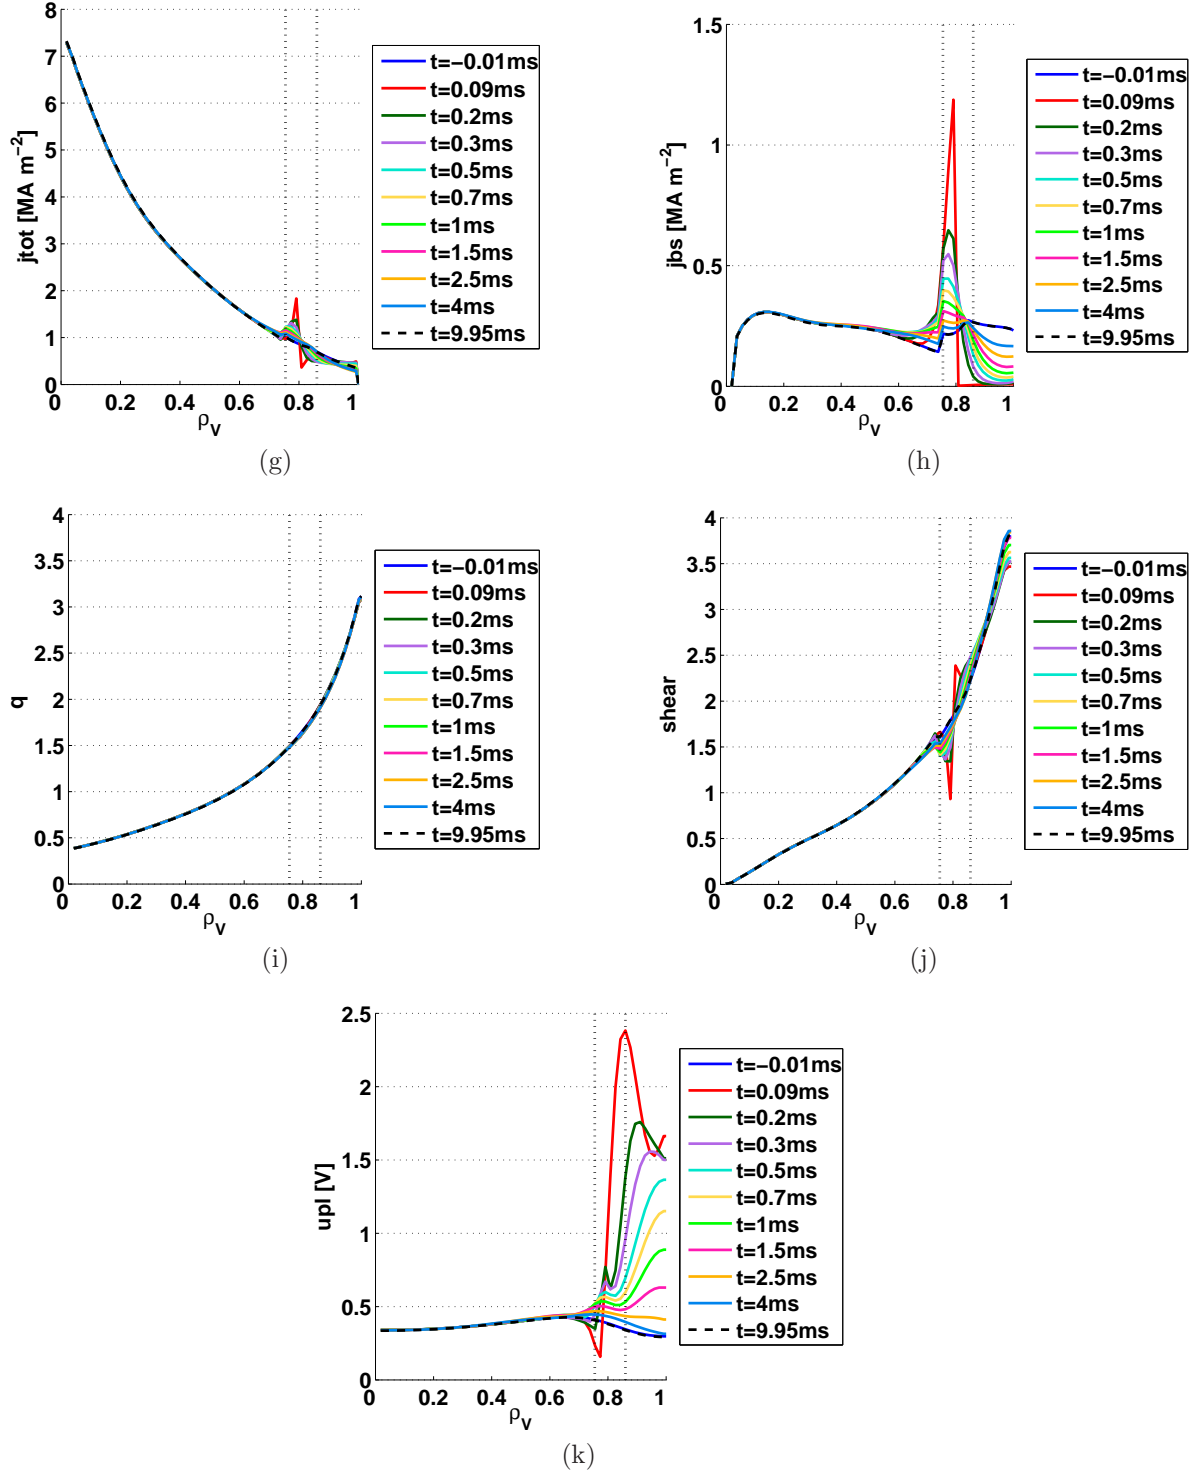 jtot [MA m−2]
8
7
6
5
4
3
2
1
0
0 0.2 0.4 0.6 0.8 1
ρV
t=−0.01ms
t=0.09ms
t=0.2ms
t=0.3ms
t=0.5ms
t=0.7ms
t=1ms
t=1.5ms
t=2.5ms
t=4ms
t=9.95ms
(g)
jbs [MA m−2]
1.5
1
0.5
0
0 0.2 0.4 0.6 0.8 1
ρV
t=−0.01ms
t=0.09ms
t=0.2ms
t=0.3ms
t=0.5ms
t=0.7ms
t=1ms
t=1.5ms
t=2.5ms
t=4ms
t=9.95ms
(h)
q
4
3.5
3
2.5
2
1.5
1
0.5
0
0 0.2 0.4 0.6 0.8 1
ρV
t=−0.01ms
t=0.09ms
t=0.2ms
t=0.3ms
t=0.5ms
t=0.7ms
t=1ms
t=1.5ms
t=2.5ms
t=4ms
t=9.95ms
(i)
shear
4
3.5
3
2.5
2
1.5
1
0.5
0
0 0.2 0.4 0.6 0.8 1
ρV
t=−0.01ms
t=0.09ms
t=0.2ms
t=0.3ms
t=0.5ms
t=0.7ms
t=1ms
t=1.5ms
t=2.5ms
t=4ms
t=9.95ms
(j)
upl [V]
2.5
2
1.5
1
0.5
0
0 0.2 0.4 0.6 0.8 1
ρV
t=−0.01ms
t=0.09ms
t=0.2ms
t=0.3ms
t=0.5ms
t=0.7ms
t=1ms
t=1.5ms
t=2.5ms
t=4ms
t=9.95ms
(k)